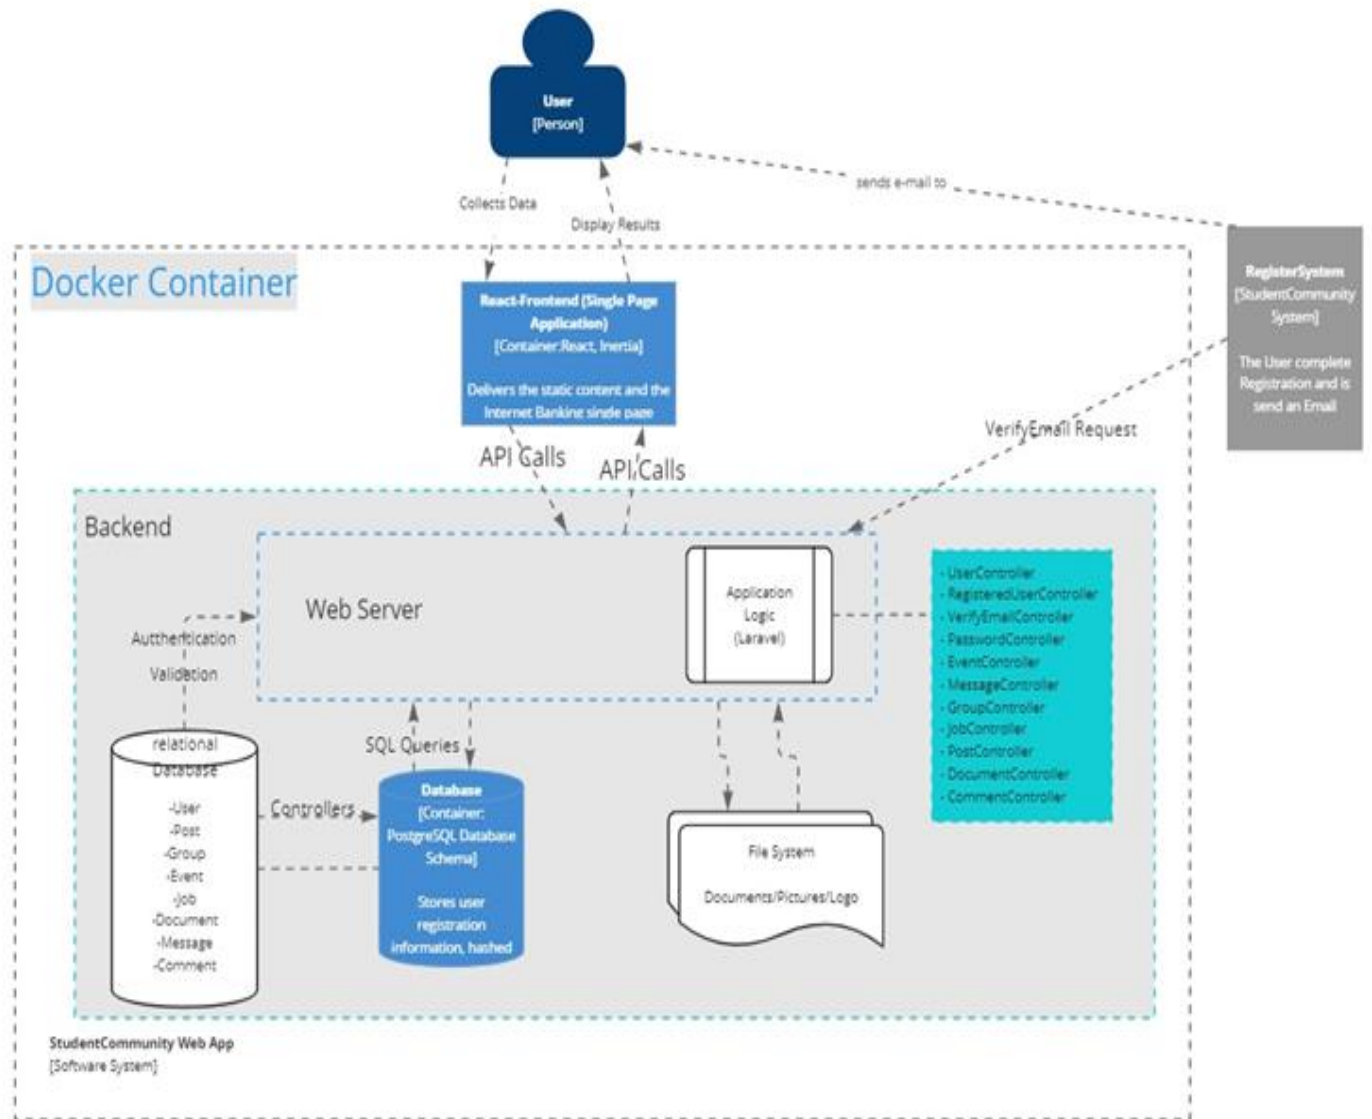 User
[Person]
sends e-mail to
Collects Data
Display Results
Docker Container
RegisterSystem
[StudentCommunity
System]
The User complete
Registration and is
send an Email
React-Frontend (Single Page
Application)
[Container:React, Inertia]
Delivers the static content and the
Internet Banking single page
VerifyEmail Request
API Calls
API Calls
Backend
Web Server
Application
Logic
(Laravel)
- UserController
- RegisteredUserController
- VerifyEmailController
- PasswordController
- EventController
- MessageController
- GroupController
- JobController
- PostController
- DocumentController
- CommentController
Autthentication
Validation
relational
Database
-User
-Post
-Group
-Event
-Job
-Document
-Message
-Comment
SQL Queries
Controllers
Database
[Container:
PostgreSQL Database
Schema]
Stores user
registration
information, hashed
File System
Documents/Pictures/Logo
StudentCommunity Web App
[Software System]